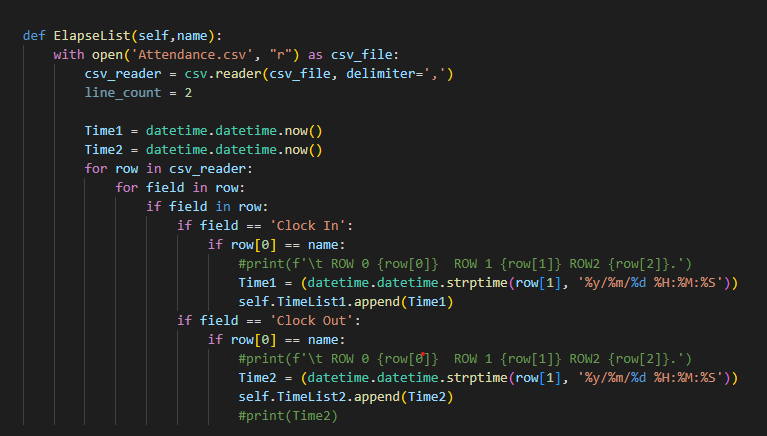 def ElapseList(self,name):
    with open('Attendance.csv', "r") as csv_file:
        csv_reader = csv.reader(csv_file, delimiter=',')
        line_count = 2

        Time1 = datetime.datetime.now()
        Time2 = datetime.datetime.now()
        for row in csv_reader:
            for field in row:
                if field in row:
                    if field == 'Clock In':
                        if row[0] == name:
                            #print(f'\t ROW 0 {row[0]}  ROW 1 {row[1]} ROW2 {row[2]}.')
                            Time1 = (datetime.datetime.strptime(row[1], '%y/%m/%d %H:%M:%S'))
                            self.TimeList1.append(Time1)
                    if field == 'Clock Out':
                        if row[0] == name:
                            #print(f'\t ROW 0 {row[0]}  ROW 1 {row[1]} ROW2 {row[2]}.')
                            Time2 = (datetime.datetime.strptime(row[1], '%y/%m/%d %H:%M:%S'))
                            self.TimeList2.append(Time2)
                            #print(Time2)